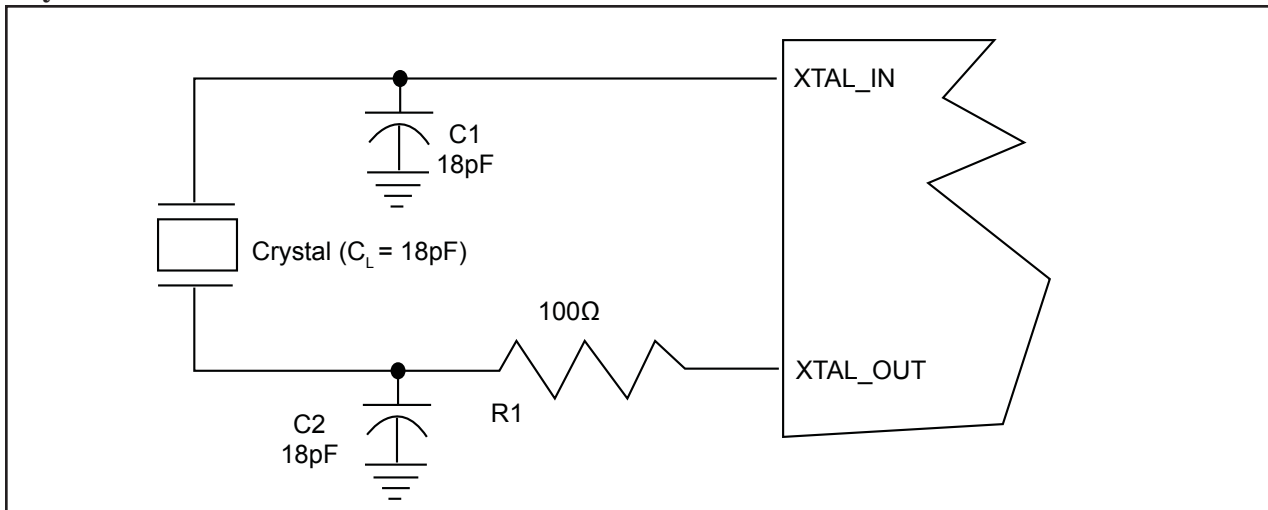 XTAL_IN
C1
18pF
Crystal (CL = 18pF)
100Ω
XTAL_OUT
R1
C2
18pF